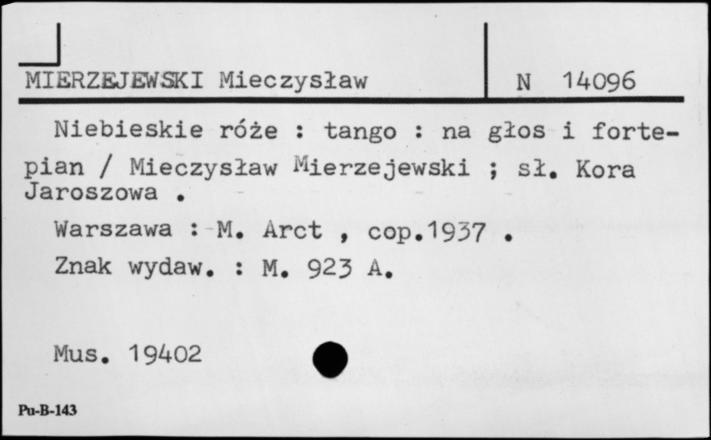 MIERZEJEWSKI Mieczysław
N 14096
Niebieskie róże : tango : na głos i forte-
pian / Mieczysław Mierzejewski ; sł. Kora
Jaroszowa .
Warszawa : M. Arct , cop.1937 .
Znak wydaw. : M. 923 A.
Mus. 19402
Pu-B-143